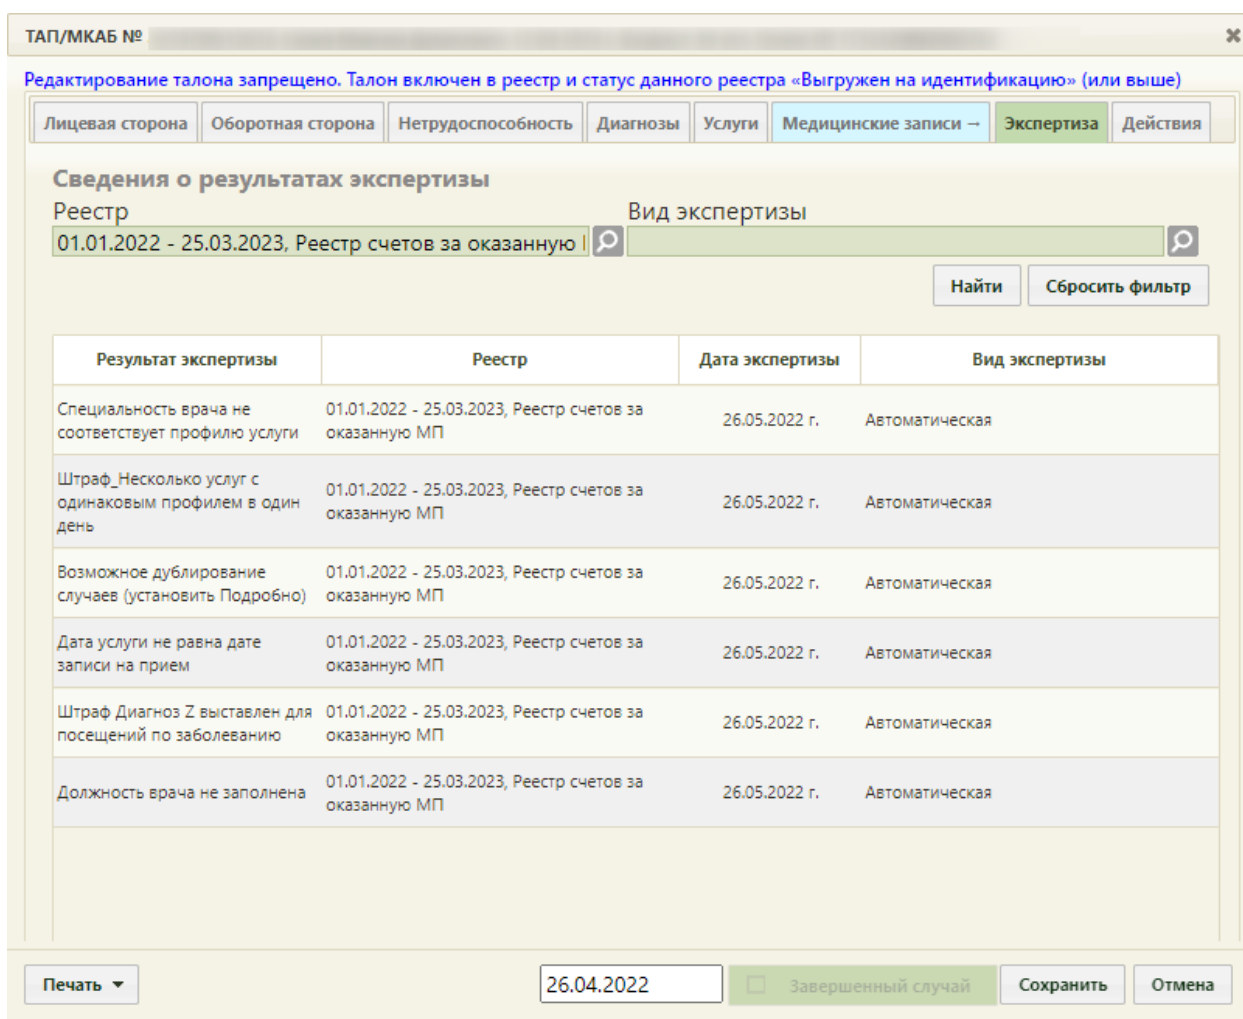 ТАП/МКАБ №
Редактирование талона запрещено. Талон включен в реестр и статус данного реестра «Выгружен на идентификацию» (или выше)
Лицевая сторона Оборотная сторона Нетрудоспособность Диагнозы Услуги Медицинские записи → Экспертиза Действия
Сведения о результатах экспертизы
Реестр Вид экспертизы
01.01.2022 - 25.03.2023, Реестр счетов за оказанную
Найти Сбросить фильтр
Результат экспертизы Реестр Дата экспертизы Вид экспертизы
Специальность врача не
соответствует профилю услуги
01.01.2022 - 25.03.2023, Реестр счетов за
оказанную МП
26.05.2022 г.
Автоматическая
Штраф_Несколько услуг с
одинаковым профилем в один
день
01.01.2022 - 25.03.2023, Реестр счетов за
оказанную МП
26.05.2022 г.
Автоматическая
Возможное дублирование
случаев (установить Подробно)
01.01.2022 - 25.03.2023, Реестр счетов за
оказанную МП
26.05.2022 г.
Автоматическая
Дата услуги не равна дате
записи на прием
01.01.2022 - 25.03.2023, Реестр счетов за
оказанную МП
26.05.2022 г.
Автоматическая
Штраф Диагноз Z выставлен для
посещений по заболеванию
01.01.2022 - 25.03.2023, Реестр счетов за
оказанную МП
26.05.2022 г.
Автоматическая
Должность врача не заполнена
01.01.2022 - 25.03.2023, Реестр счетов за
оказанную МП
26.05.2022 г.
Автоматическая
Печать 26.04.2022 Завершенный случай Сохранить Отмена